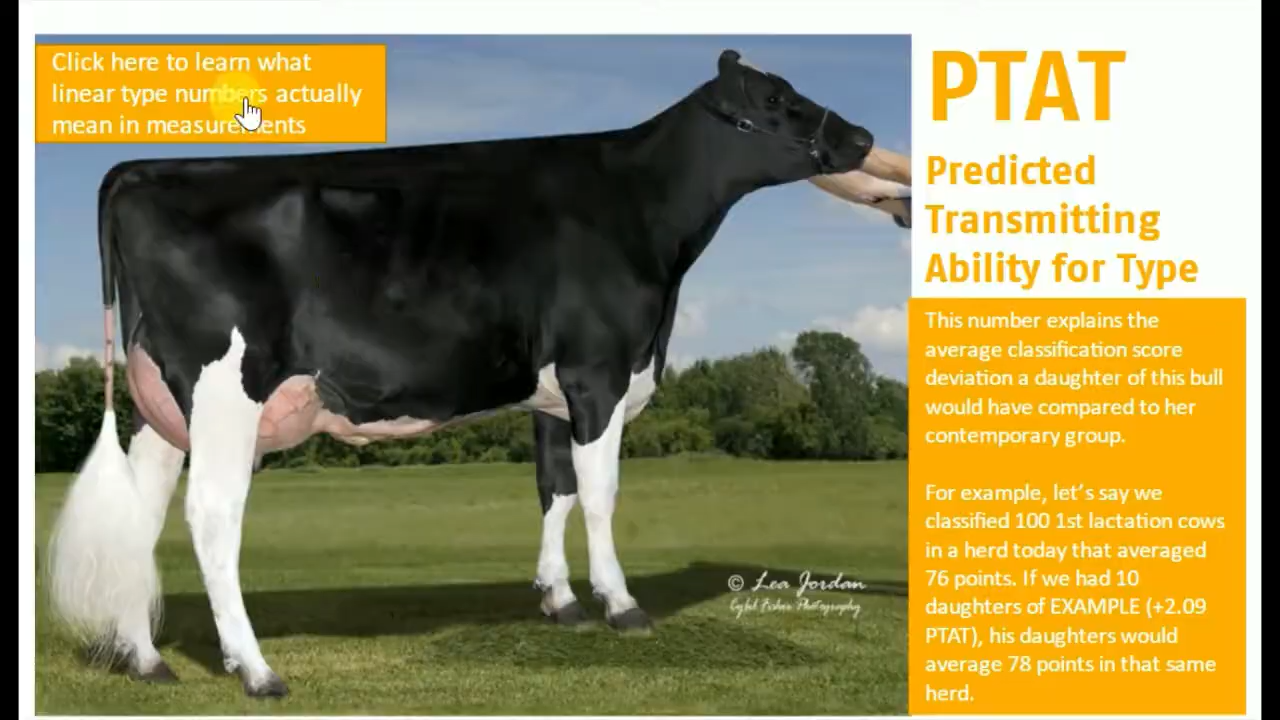 Click here to learn what
linear type numbers actually
mean in measurements
PTAT
Predicted
Transmitting
Ability for Type
This number explains the
average classification score
deviation a daughter of this bull
would have compared to her
contemporary group.
For example, let's say we
classified 100 1st lactation cows
in a herd today that averaged
76 points. If we had 10
daughters of EXAMPLE (+2.09
PTAT), his daughters would
average 78 points in that same
herd.
© Lea Jordan
Cybil Fisher Photography